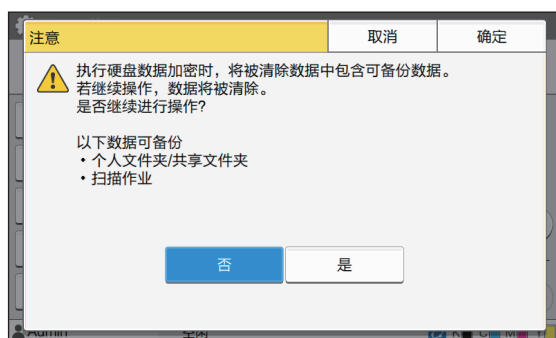 注意 取消 确定
执行硬盘数据加密时，将被清除数据中包含可备份数据。
若继续操作，数据将被清除。
是否继续进行操作?
以下数据可备份
・个人文件夹/共享文件夹
・扫描作业
否 是
Admin 空闲 K C M Y